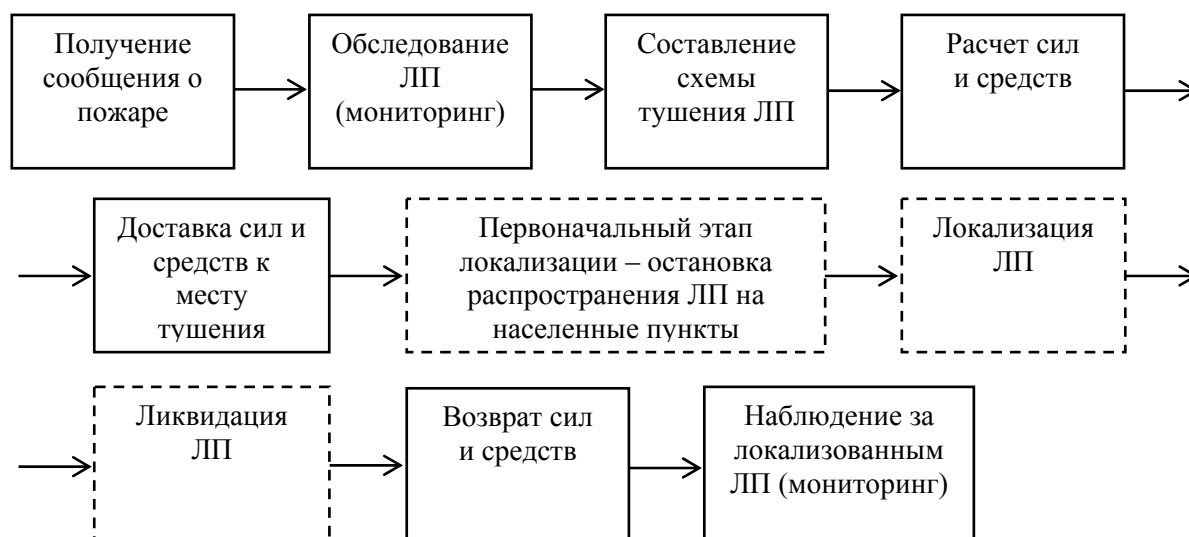 Получение
сообщения о
пожаре
Обследование
ЛП
(мониторинг)
Составление
схемы
тушения ЛП
Расчет сил
и средств
Доставка сил и
средств к
месту
тушения
Первоначальный этап
локализации – остановка
распространения ЛП на
населенные пункты
Локализация
ЛП
Ликвидация
ЛП
Возврат сил
и средств
Наблюдение за
локализованным
ЛП (мониторинг)